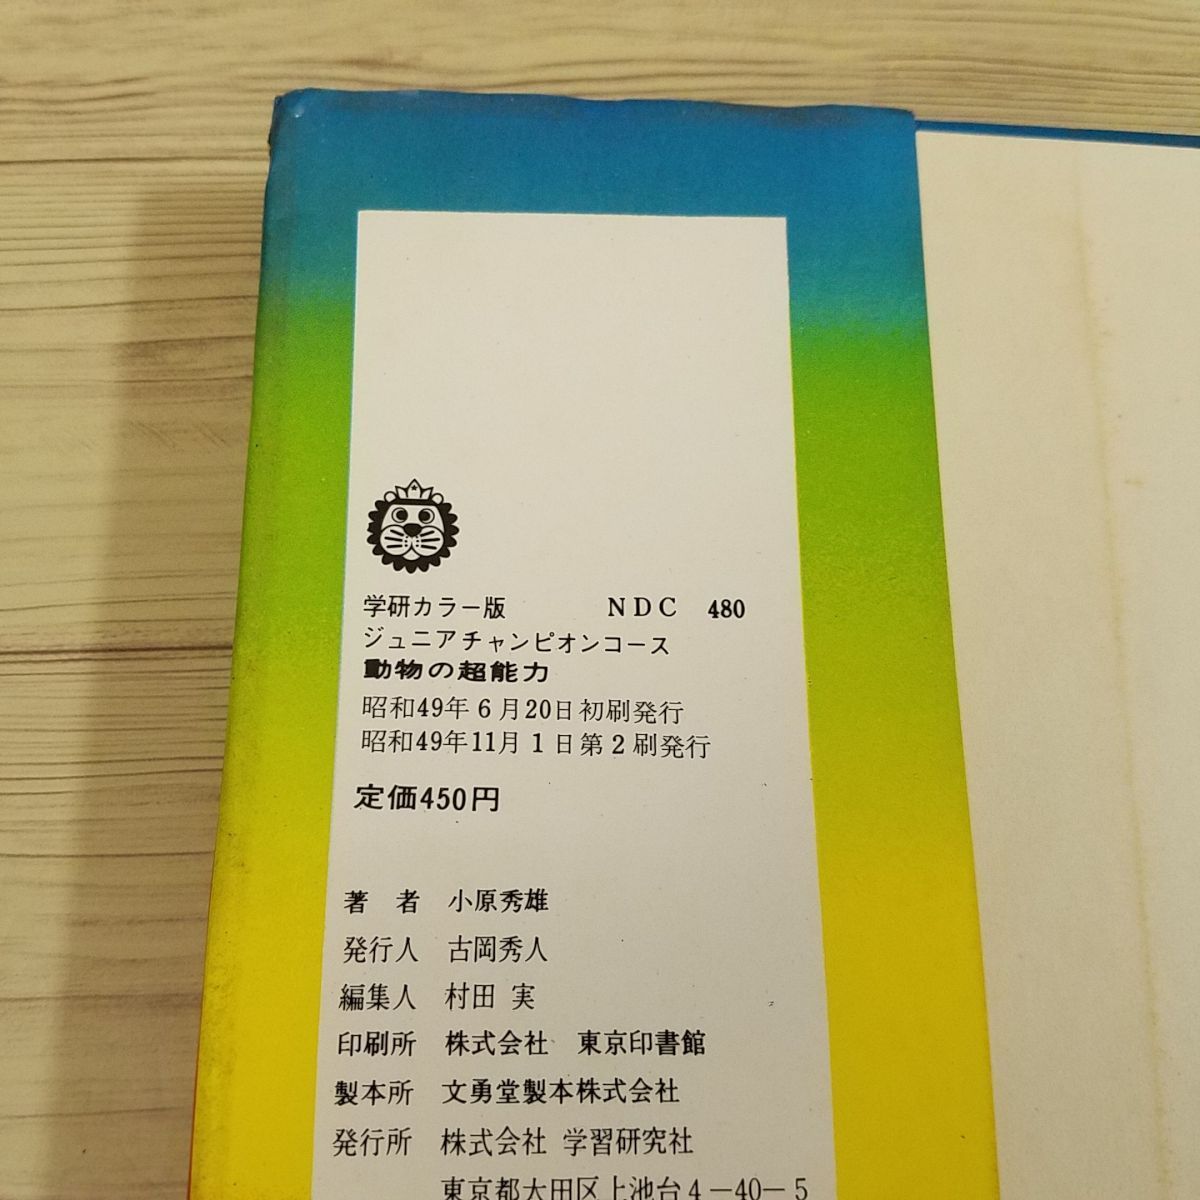 学研カラー版　NDC 480
ジュニアチャンピオンコース
動物の超能力
昭和49年6月20日初刷発行
昭和49年11月1日第2刷発行
定価450円
著 者　小原秀雄
発行人　古岡秀人
編集人　村田 実
印刷所　株式会社　東京印書館
製本所　文勇堂製本株式会社
発行所　株式会社 学習研究社
東京都大田区上池台4-40-5